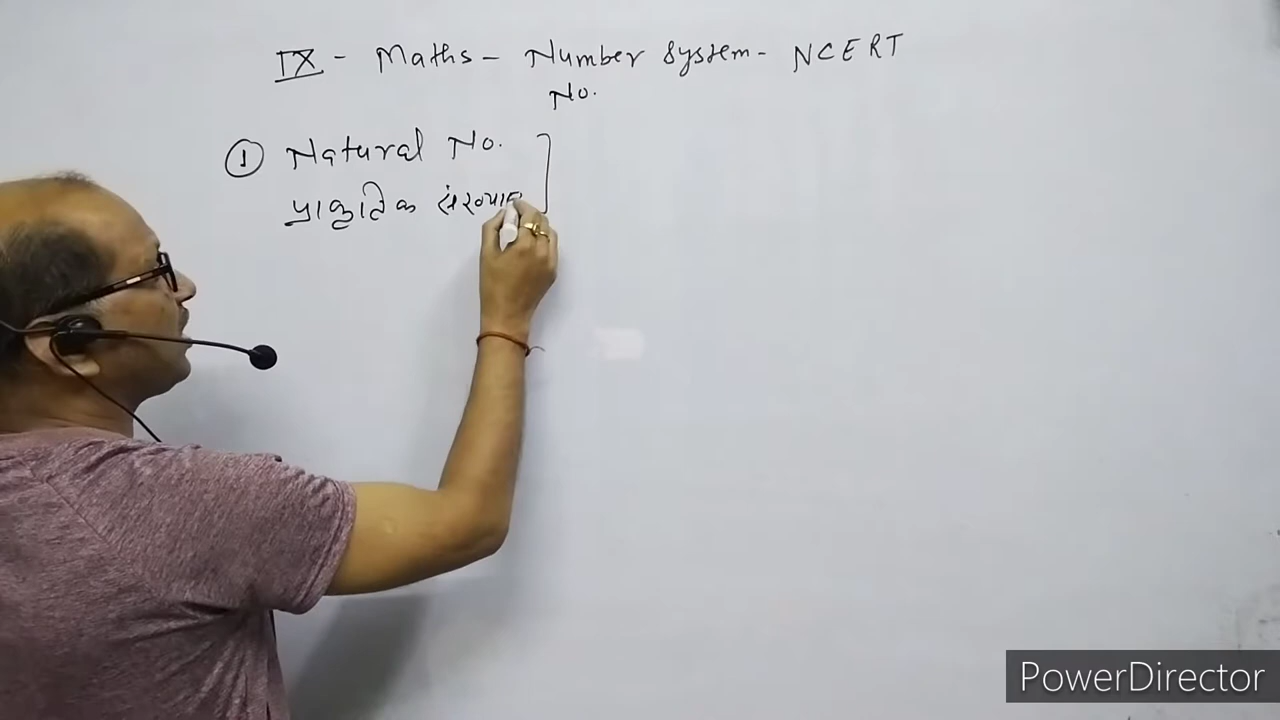 IX - Maths - Number System - NCERT
No.
① Natural No.
प्राकृतिक
PowerDirector